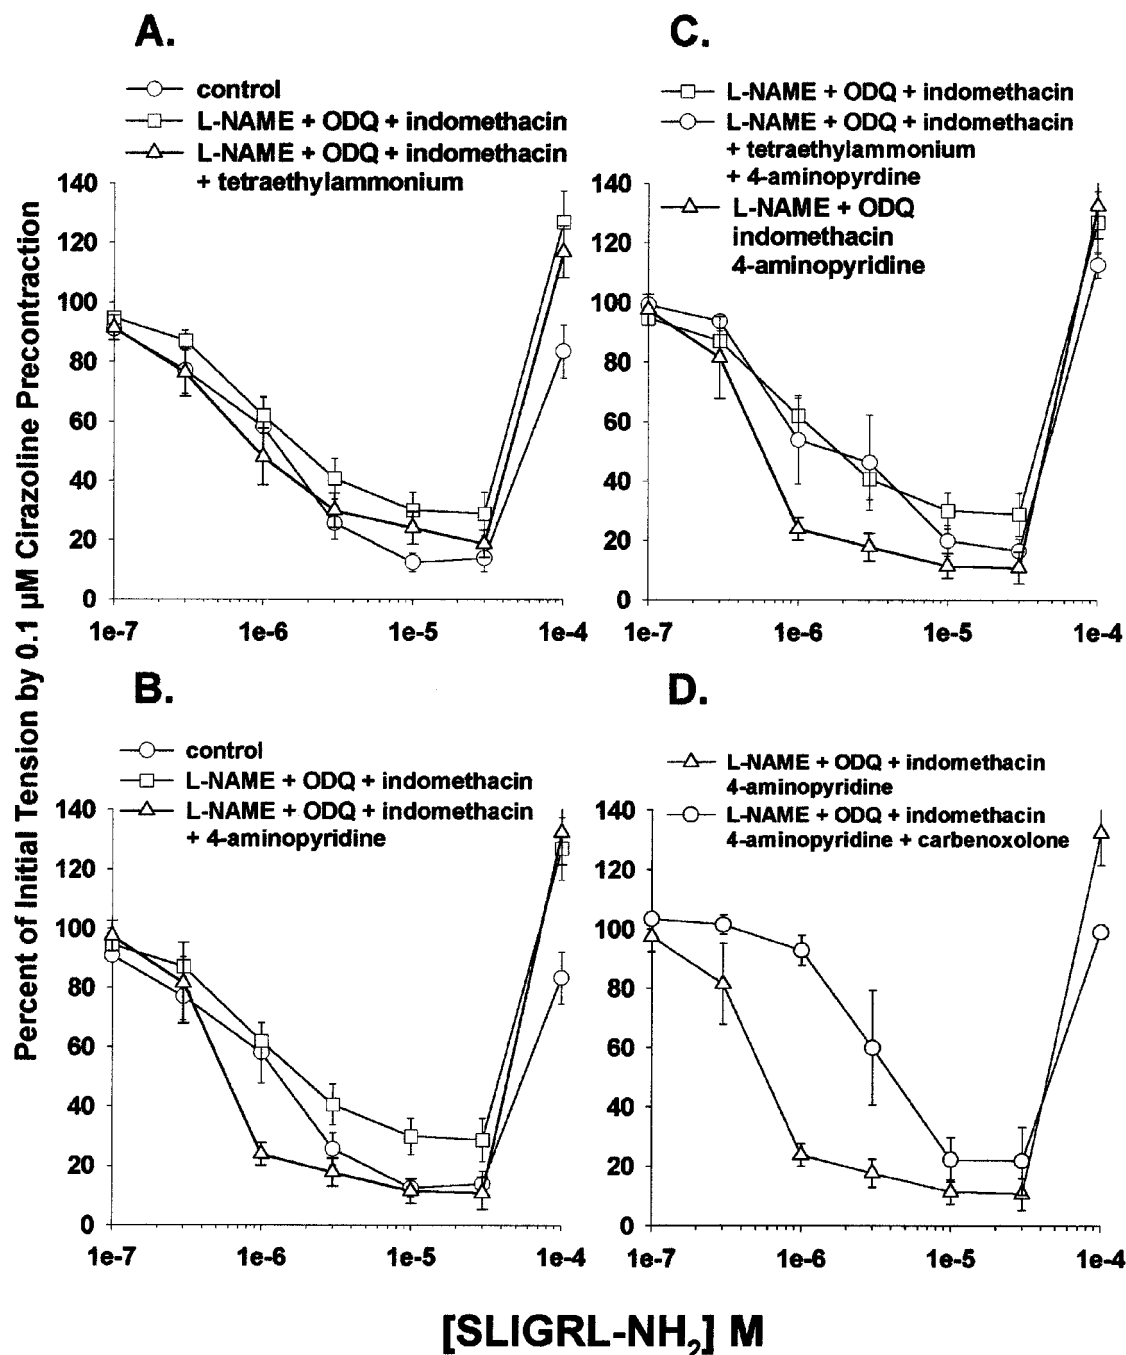 A.
control
L-NAME + ODQ + indomethacin
L-NAME + ODQ + indomethacin
+ tetraethylammonium
140
120
100
80
60
40
20
0
1e-7 1e-6 1e-5 1e-4
C.
L-NAME + ODQ + indomethacin
L-NAME + ODQ + indomethacin
+ tetraethylammonium
+ 4-aminopyrdine
L-NAME + ODQ
indomethacin
4-aminopyridine
140
120
100
80
60
40
20
0
1e-7 1e-6 1e-5 1e-4
Percent of Initial Tension by 0.1 µM Cirazoline Precontraction
B.
control
L-NAME + ODQ + indomethacin
L-NAME + ODQ + indomethacin
+ 4-aminopyridine
140
120
100
80
60
40
20
0
1e-7 1e-6 1e-5 1e-4
D.
L-NAME + ODQ + indomethacin
4-aminopyridine
L-NAME + ODQ + indomethacin
4-aminopyridine + carbenoxolone
140
120
100
80
60
40
20
0
1e-7 1e-6 1e-5 1e-4
[SLIGRL-NH₂] M